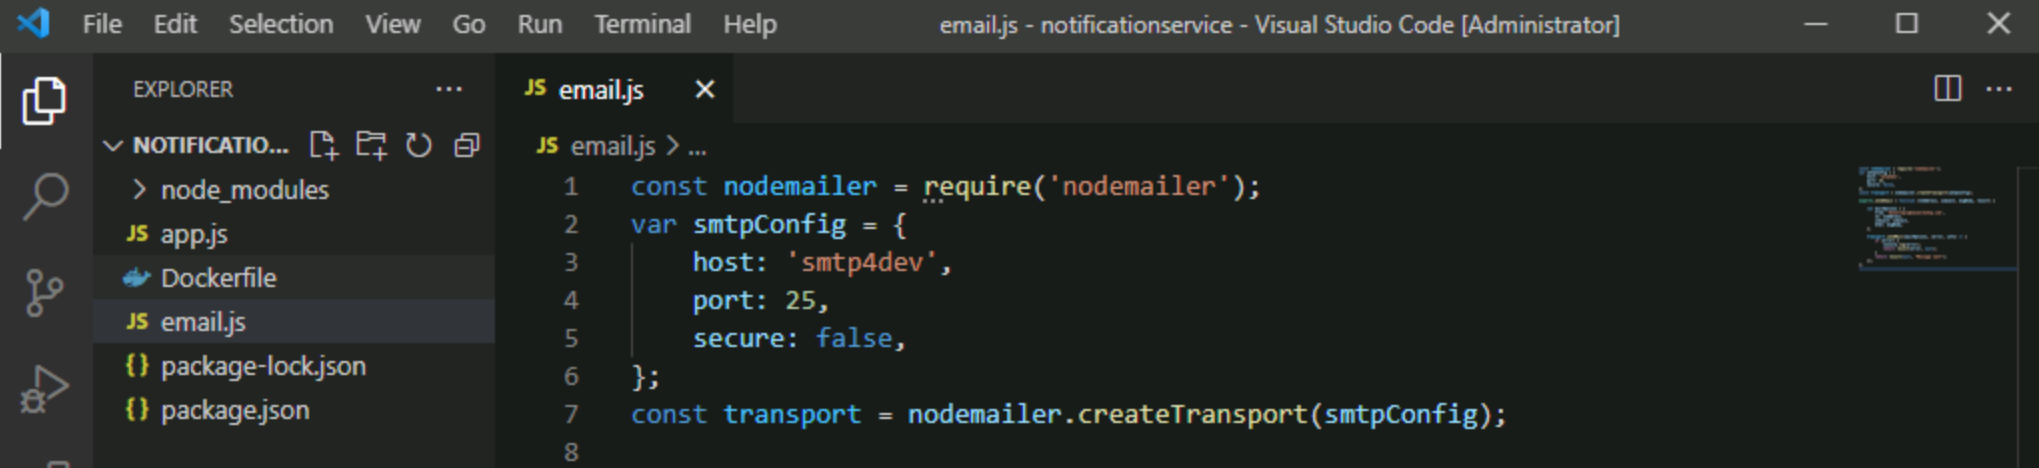 File Edit Selection View Go Run Terminal Help email.js - notificationservice - Visual Studio Code [Administrator]
EXPLORER ...
NOTIFICATIO...
node_modules
JS app.js
Dockerfile
JS email.js
{} package-lock.json
{} package.json
JS email.js
JS email.js > ...
1 const nodemailer = require('nodemailer');
2 var smtpConfig = {
3 host: 'smtp4dev',
4 port: 25,
5 secure: false,
6 };
7 const transport = nodemailer.createTransport(smtpConfig);
8